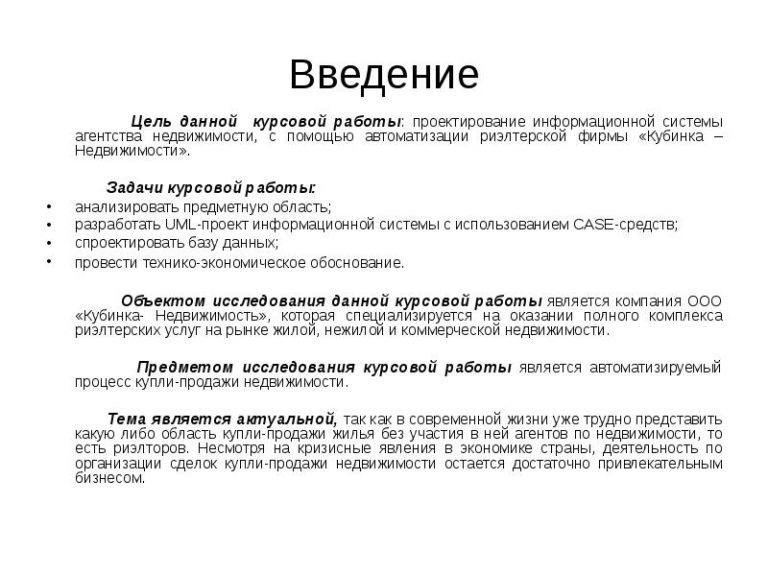 Введение
Цель данной курсовой работы: проектирование информационной системы
агентства недвижимости, с помощью автоматизации риэлтерской фирмы «Кубинка –
Недвижимости».
Задачи курсовой работы:
• анализировать предметную область;
• разработать UML-проект информационной системы с использованием CASE-средств;
• спроектировать базу данных;
• провести технико-экономическое обоснование.
Объектом исследования данной курсовой работы является компания ООО
«Кубинка- Недвижимость», которая специализируется на оказании полного комплекса
риэлтерских услуг на рынке жилой, нежилой и коммерческой недвижимости.
Предметом исследования курсовой работы является автоматизируемый
процесс купли-продажи недвижимости.
Тема является актуальной, так как в современной жизни уже трудно представить
какую либо область купли-продажи жилья без участия в ней агентов по недвижимости, то
есть риэлторов. Несмотря на кризисные явления в экономике страны, деятельность по
организации сделок купли-продажи недвижимости остается достаточно привлекательным
бизнесом.